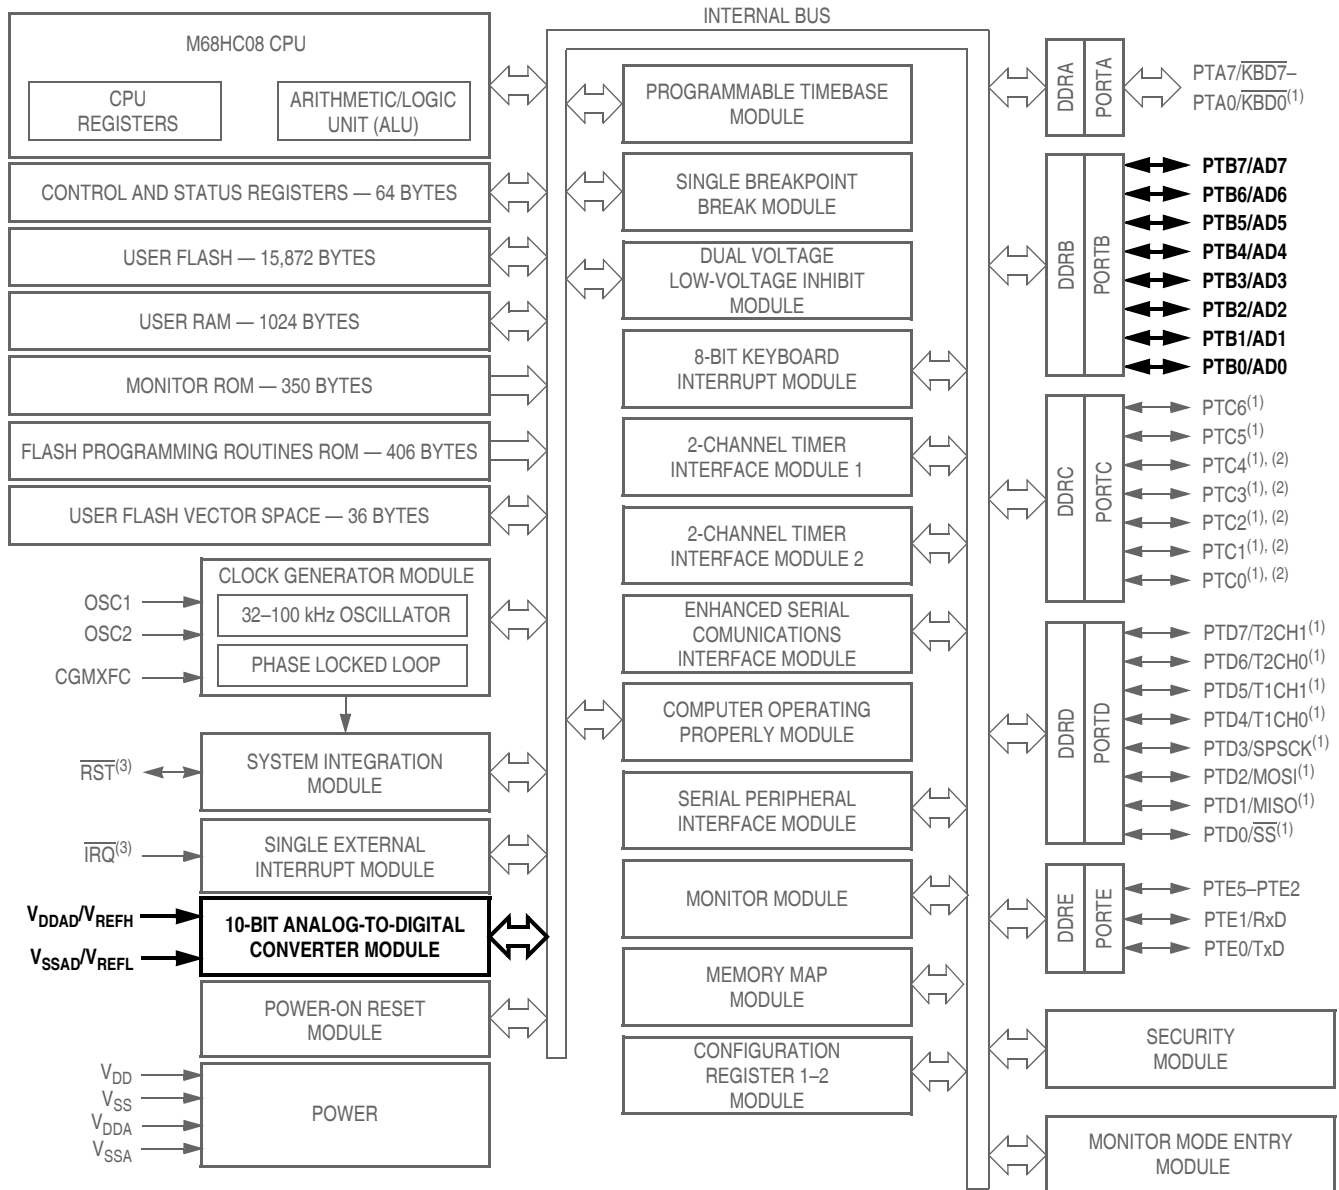 INTERNAL BUS
M68HC08 CPU
CPU
REGISTERS
ARITHMETIC/LOGIC
UNIT (ALU)
CONTROL AND STATUS REGISTERS — 64 BYTES
USER FLASH — 15,872 BYTES
USER RAM — 1024 BYTES
MONITOR ROM — 350 BYTES
FLASH PROGRAMMING ROUTINES ROM — 406 BYTES
USER FLASH VECTOR SPACE — 36 BYTES
CLOCK GENERATOR MODULE
32–100 kHz OSCILLATOR
PHASE LOCKED LOOP
OSC1
OSC2
CGMXFC
SYSTEM INTEGRATION
MODULE
RST(3)
SINGLE EXTERNAL
INTERRUPT MODULE
IRQ(3)
10-BIT ANALOG-TO-DIGITAL
CONVERTER MODULE
VDDAD/VREFH
VSSAD/VREFL
POWER-ON RESET
MODULE
POWER
VDD
VSS
VDDA
VSSA
PROGRAMMABLE TIMEBASE
MODULE
SINGLE BREAKPOINT
BREAK MODULE
DUAL VOLTAGE
LOW-VOLTAGE INHIBIT
MODULE
8-BIT KEYBOARD
INTERRUPT MODULE
2-CHANNEL TIMER
INTERFACE MODULE 1
2-CHANNEL TIMER
INTERFACE MODULE 2
ENHANCED SERIAL
COMUNICATIONS
INTERFACE MODULE
COMPUTER OPERATING
PROPERLY MODULE
SERIAL PERIPHERAL
INTERFACE MODULE
MONITOR MODULE
MEMORY MAP
MODULE
CONFIGURATION
REGISTER 1–2
MODULE
DDRA
PORTA
PTA7/KBD7–
PTA0/KBD0(1)
DDRB
PORTB
PTB7/AD7
PTB6/AD6
PTB5/AD5
PTB4/AD4
PTB3/AD3
PTB2/AD2
PTB1/AD1
PTB0/AD0
DDRC
PORTC
PTC6(1)
PTC5(1)
PTC4(1), (2)
PTC3(1), (2)
PTC2(1), (2)
PTC1(1), (2)
PTC0(1), (2)
DDRD
PORTD
PTD7/T2CH1(1)
PTD6/T2CH0(1)
PTD5/T1CH1(1)
PTD4/T1CH0(1)
PTD3/SPSCK(1)
PTD2/MOSI(1)
PTD1/MISO(1)
PTD0/SS(1)
DDRE
PORTE
PTE5–PTE2
PTE1/RxD
PTE0/TxD
SECURITY
MODULE
MONITOR MODE ENTRY
MODULE